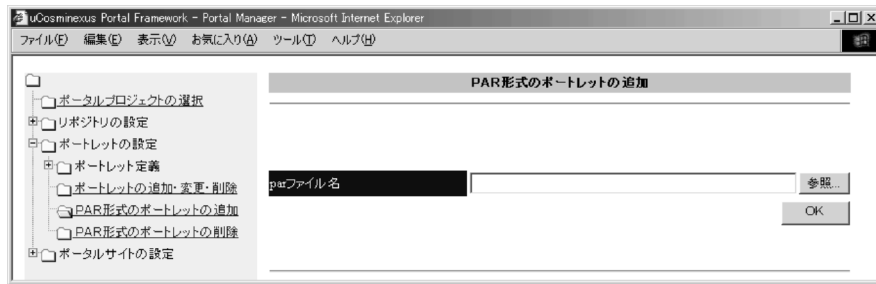 uCosminexus Portal Framework - Portal Manager - Microsoft Internet Explorer
ファイル(F) 編集(E) 表示(V) お気に入り(A) ツール(T) ヘルプ(H)
ポータルプロジェクトの選択
リポジトリの設定
ポートレットの設定
ポートレット定義
ポートレットの追加・変更・削除
PAR形式のポートレットの追加
PAR形式のポートレットの削除
ポータルサイトの設定
PAR形式のポートレットの追加
parファイル名
参照...
OK